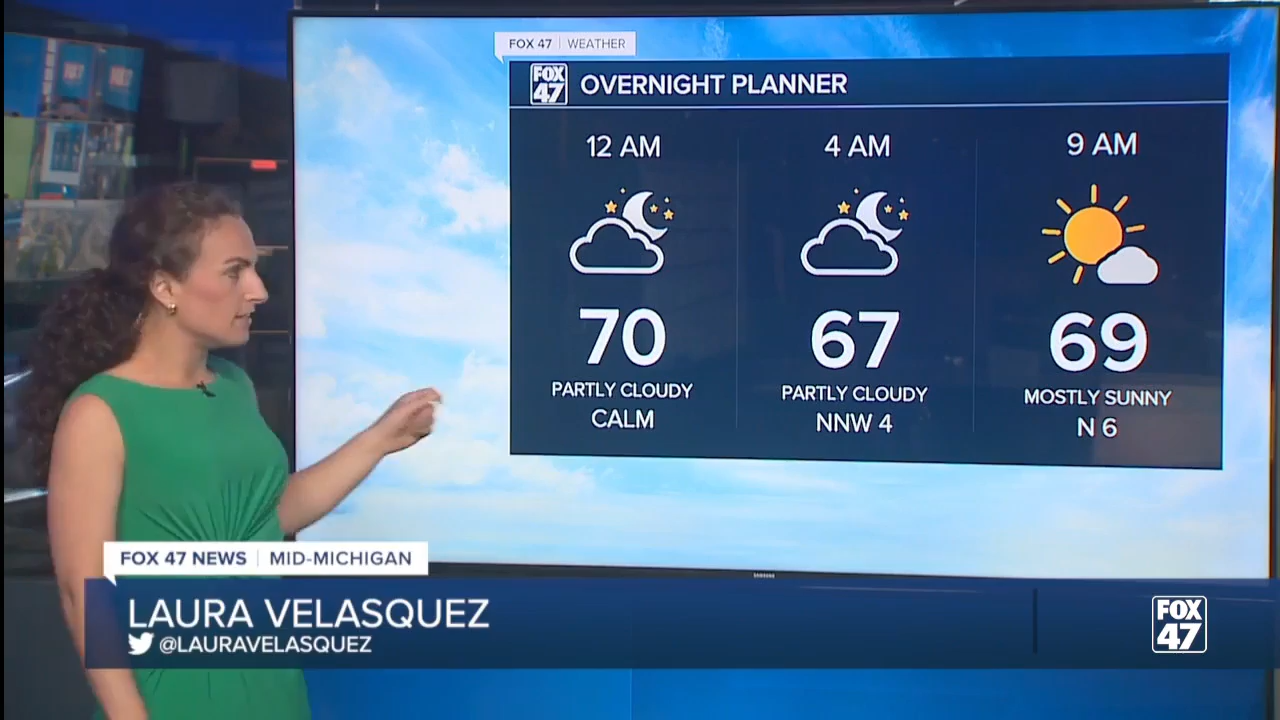 FOX 47 | WEATHER
FOX 47 OVERNIGHT PLANNER
12 AM
4 AM
9 AM
70
67
69
PARTLY CLOUDY
PARTLY CLOUDY
MOSTLY SUNNY
CALM
NNW 4
N 6
SAMSUNG
FOX 47 NEWS | MID-MICHIGAN
LAURA VELASQUEZ
@LAURAVELASQUEZ
FOX
47